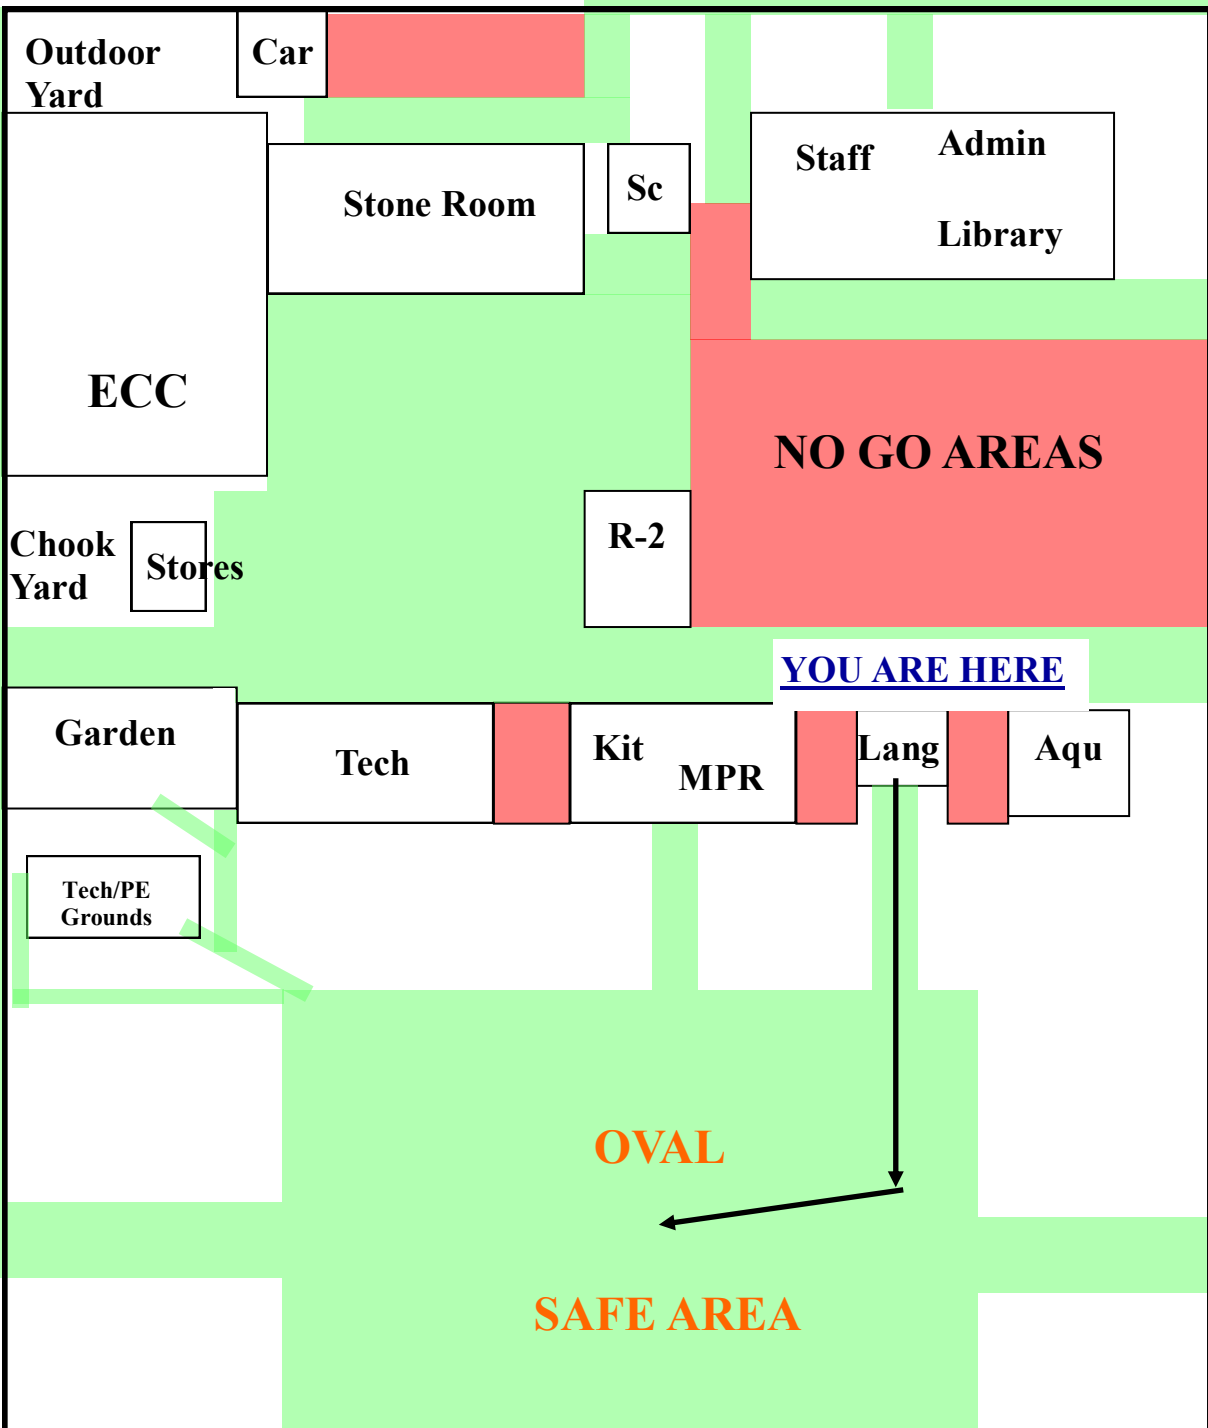 Outdoor
Yard
Car
Staff
Admin
Stone Room
Sc
Library
ECC
NO GO AREAS
R-2
Chook
Yard
Stores
YOU ARE HERE
Garden
Tech
Kit
MPR
Lang
Aqu
Tech/PE
Grounds
OVAL
SAFE AREA